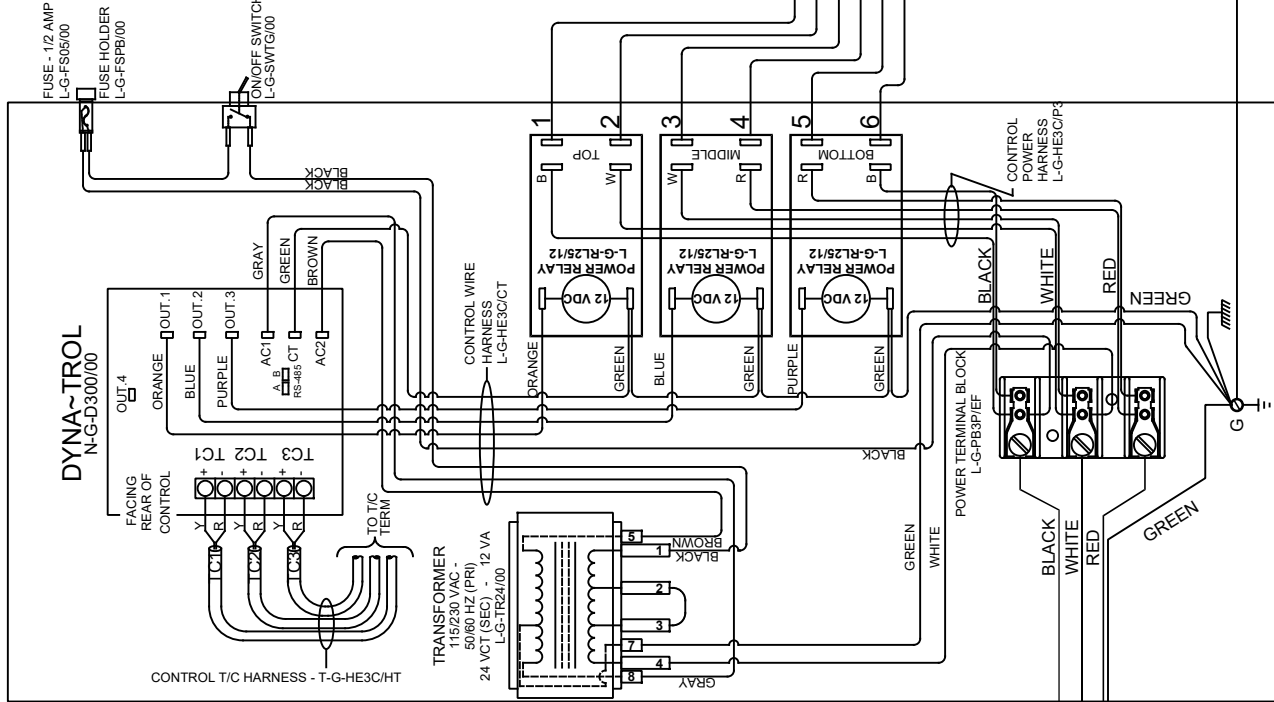 FUSE - 1/2 AMP
L-G-FS05/00
FUSE HOLDER
L-G-FSPB/00
ON/OFF SWITCH
L-G-SWTG/00
BLACK
BLACK
DYNA~TROL
N-G-D300/00
OUT.4
OUT.1
OUT.2
OUT.3
AC1
CT
AC2
A B
RS-485
ORANGE
BLUE
PURPLE
GRAY
GREEN
BROWN
FACING
REAR OF
CONTROL
TC1
TC2
TC3
+ - + - + -
Y R Y R Y R
C1
C2
C3
TO T/C
TERM
CONTROL T/C HARNESS - T-G-HE3C/HT
CONTROL WIRE
HARNESS
L-G-HE3C/CT
1
2
3
4
5
6
TOP
MIDDLE
BOTTOM
B
W
W
R
R
B
POWER RELAY
L-G-RL25/12
12 VDC
POWER RELAY
L-G-RL25/12
12 VDC
POWER RELAY
L-G-RL25/12
12 VDC
ORANGE
GREEN
BLUE
GREEN
PURPLE
GREEN
CONTROL
POWER
HARNESS
L-G-HE3C/P3
BLACK
WHITE
RED
GREEN
BLACK
POWER TERMINAL BLOCK
L-G-PB3P/EF
G
TRANSFORMER
115/230 VAC -
50/60 HZ (PRI)
24 VCT (SEC) - 12 VA
L-G-TR24/00
5
1
2
3
7
4
8
BROWN
BLACK
GRAY
GREEN
WHITE
BLACK
WHITE
RED
GREEN